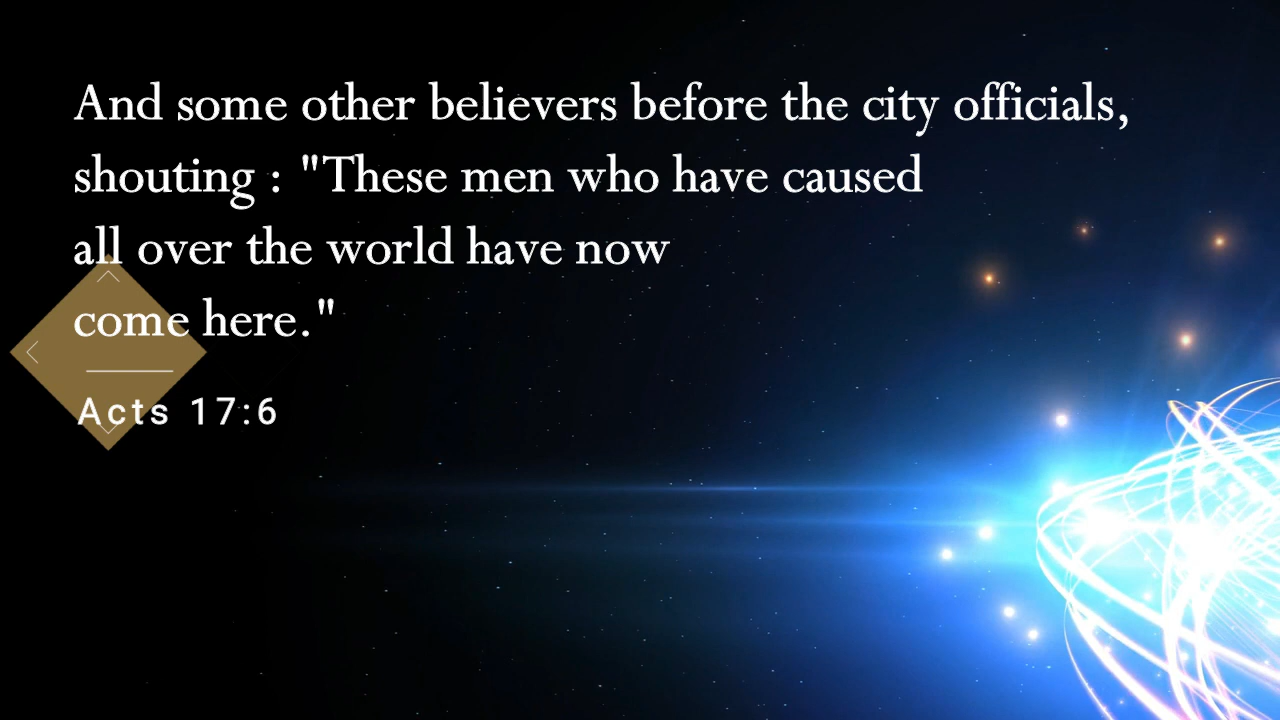 And some other believers before the city officials,
shouting : "These men who have caused
all over the world have now
come here."
Acts 17:6